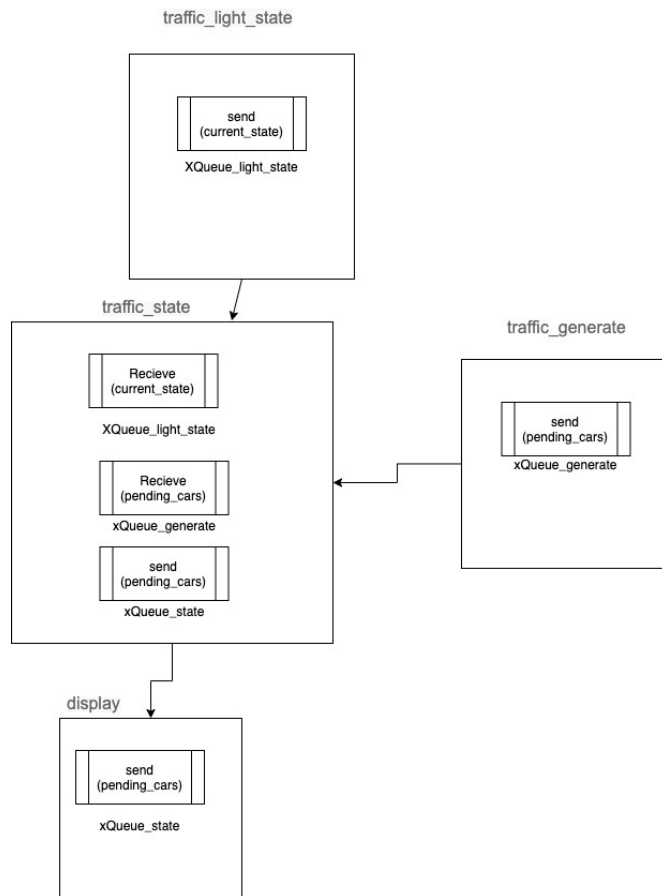 traffic_light_state
send
(current_state)
XQueue_light_state
traffic_state
Recieve
(current_state)
XQueue_light_state
Recieve
(pending_cars)
xQueue_generate
send
(pending_cars)
xQueue_state
traffic_generate
send
(pending_cars)
xQueue_generate
display
send
(pending_cars)
xQueue_state